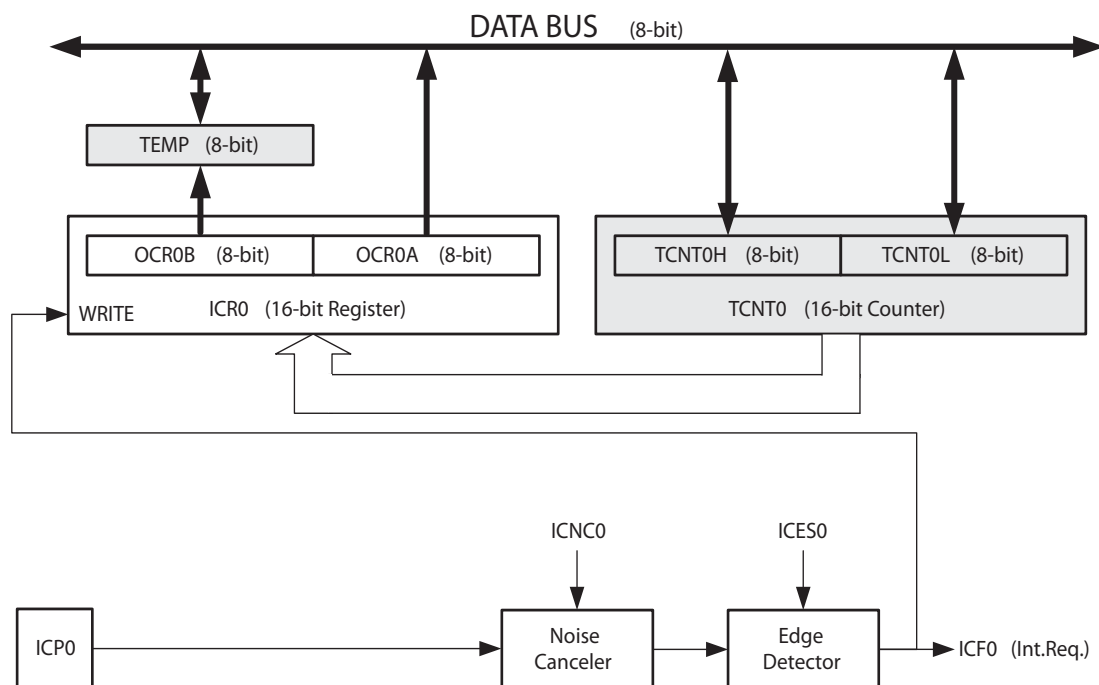 DATA BUS (8-bit)
TEMP (8-bit)
OCR0B (8-bit) OCR0A (8-bit) TCNT0H (8-bit) TCNT0L (8-bit)
WRITE ICR0 (16-bit Register) TCNT0 (16-bit Counter)
ICNC0 ICES0
ICP0
Noise
Canceler
Edge
Detector
ICF0 (Int.Req.)